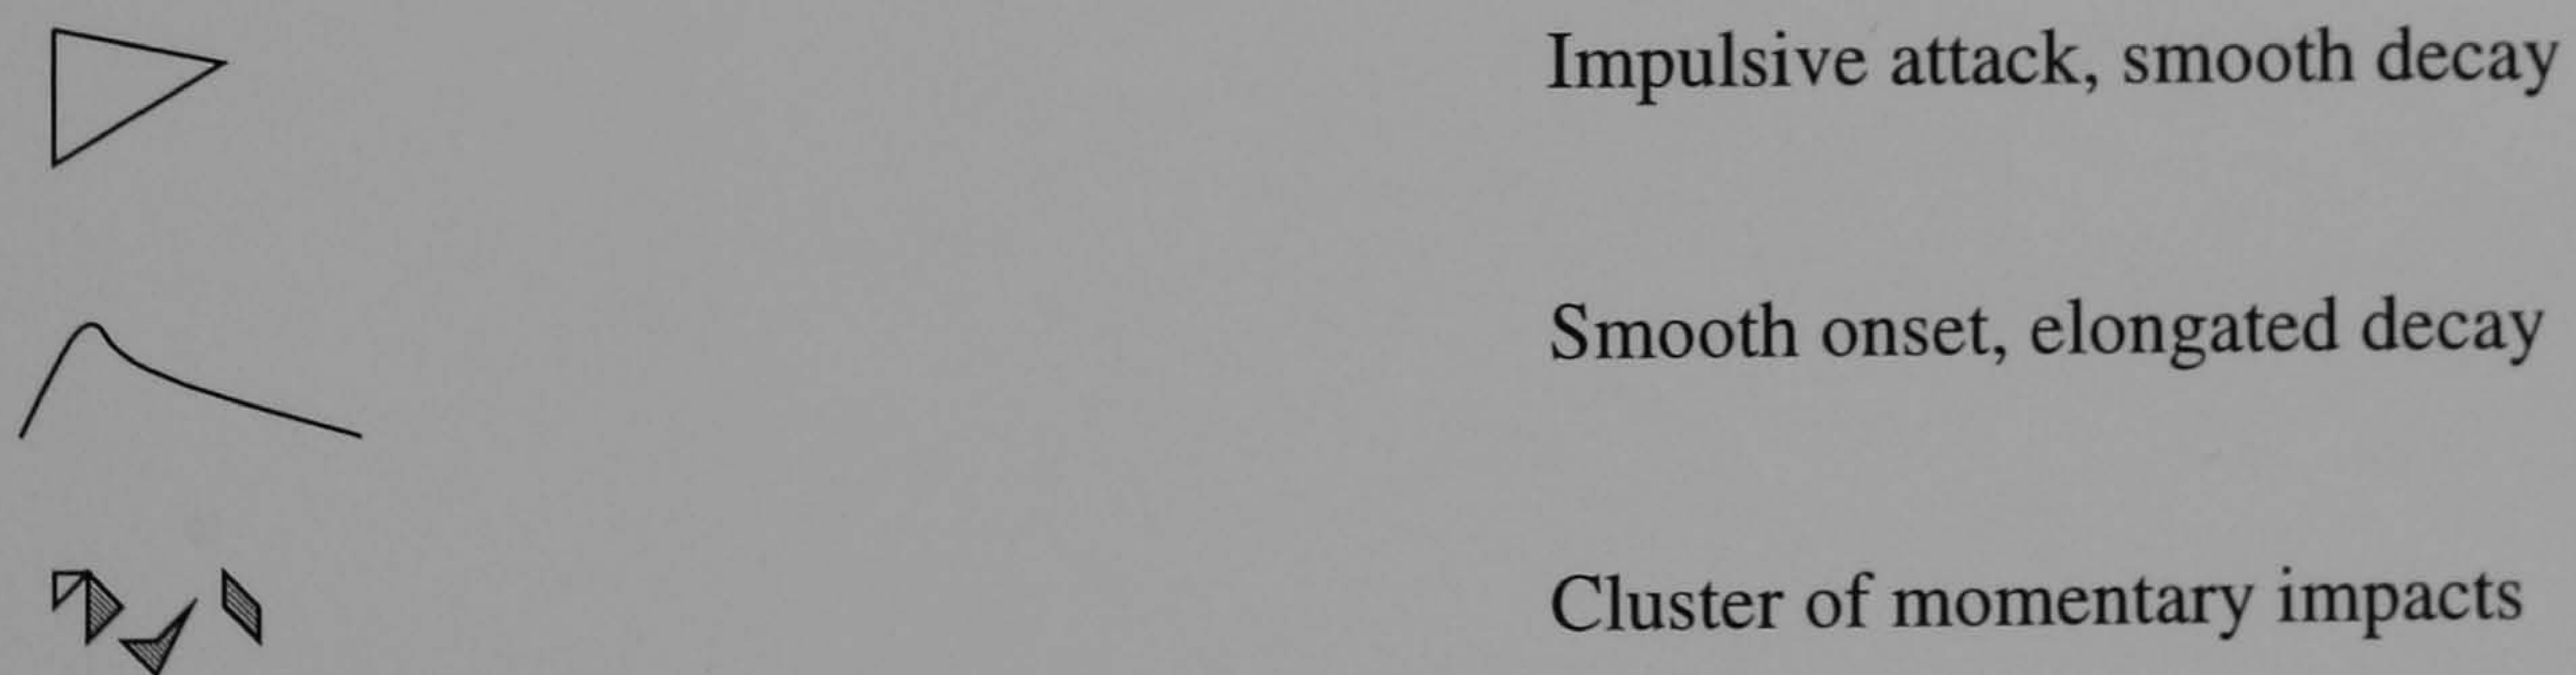 Impulsive attack, smooth decay
Smooth onset, elongated decay
Cluster of momentary impacts